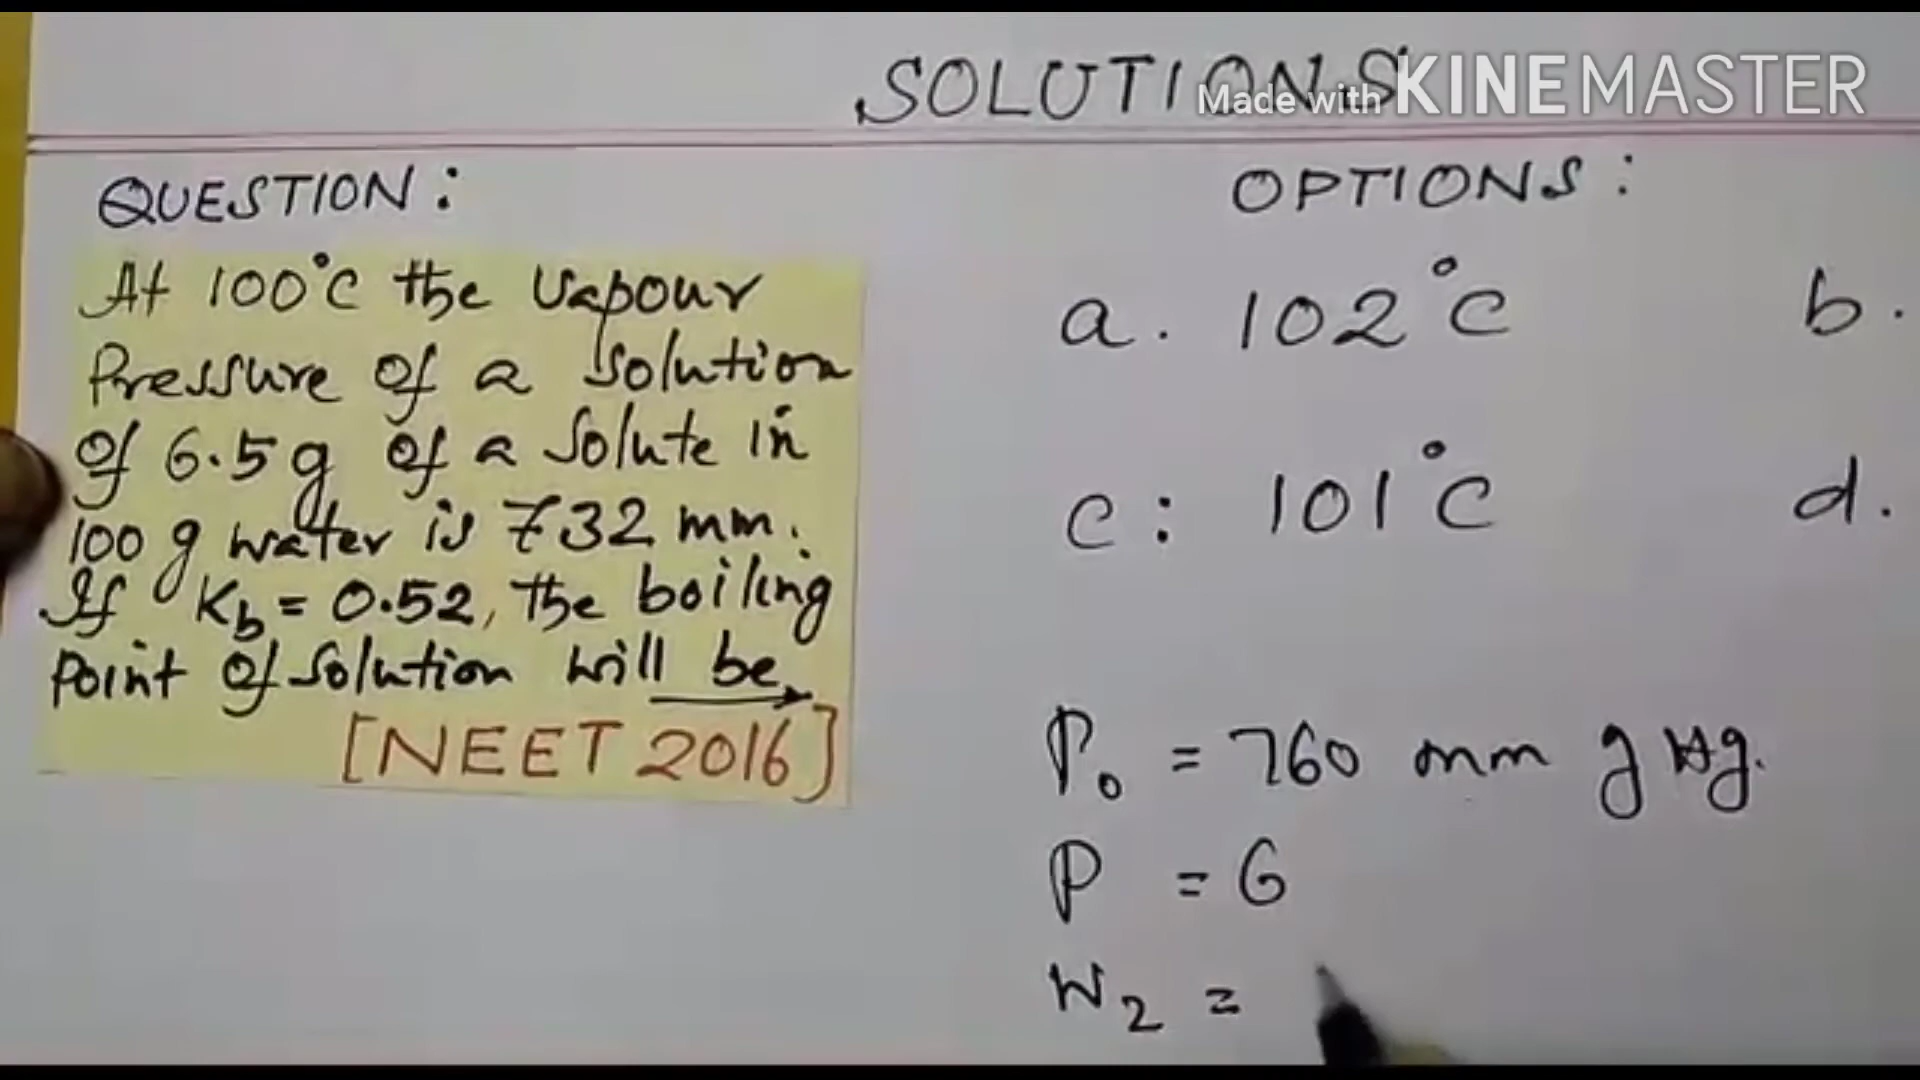 SOLUTIONS
Made with KINEMASTER
QUESTION:
At 100°C the Vapour
Pressure of a Solution
of 6.5g of a Solute in
100 g water is 732 mm.
If Kb = 0.52, the boiling
Point of Solution will be
[NEET 2016]
OPTIONS:
a. 102°C b.
c: 101°C d.
P0 = 760 mm g Hg.
P = 6
W2 =